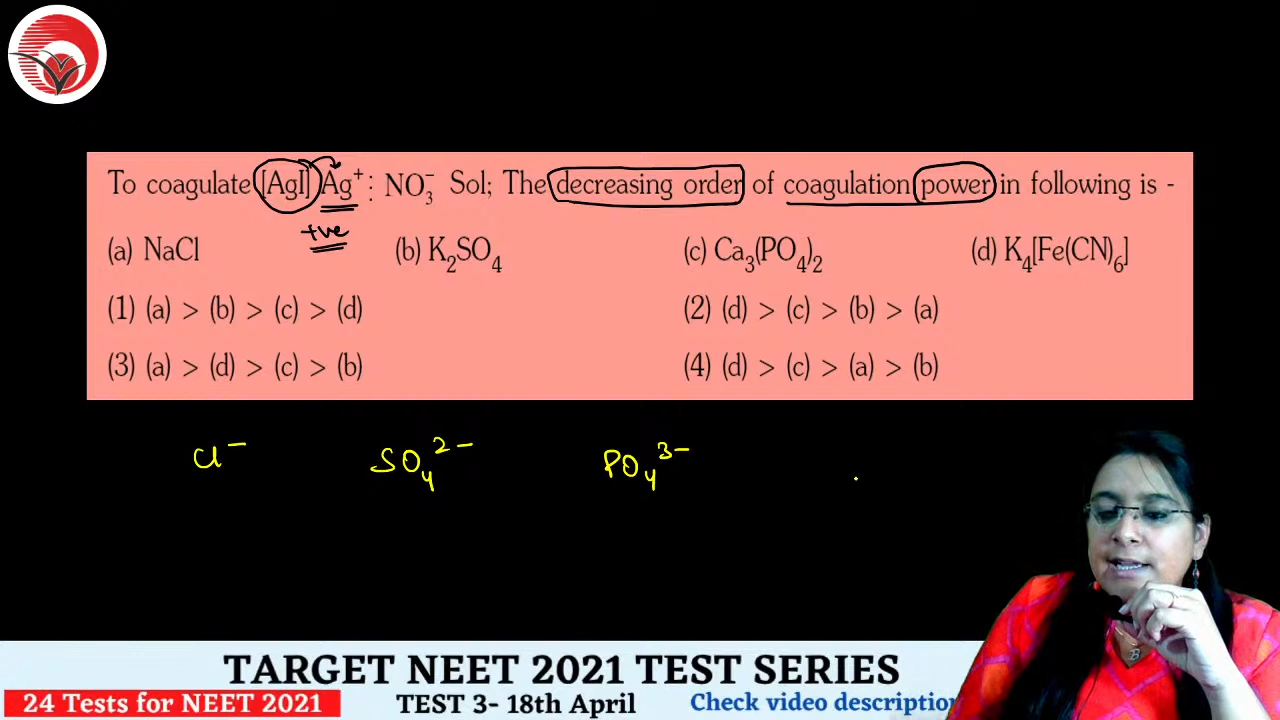 To coagulate [AgI] Ag⁺ : NO₃⁻ Sol; The decreasing order of coagulation power in following is -
+ve
(a) NaCl (b) K₂SO₄ (c) Ca₃(PO₄)₂ (d) K₄[Fe(CN)₆]
(1) (a) > (b) > (c) > (d) (2) (d) > (c) > (b) > (a)
(3) (a) > (d) > (c) > (b) (4) (d) > (c) > (a) > (b)
Cl⁻ SO₄²⁻ PO₄³⁻
TARGET NEET 2021 TEST SERIES
24 Tests for NEET 2021 TEST 3- 18th April Check video description